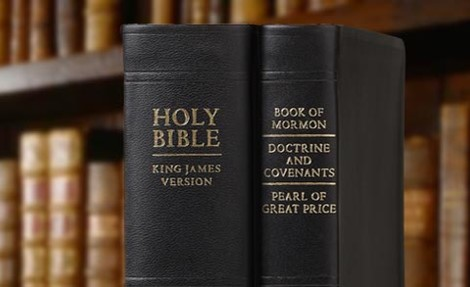 HOLY
BIBLE
KING JAMES
VERSION
BOOK OF
MORMON
DOCTRINE
AND
COVENANTS
PEARL OF
GREAT PRICE